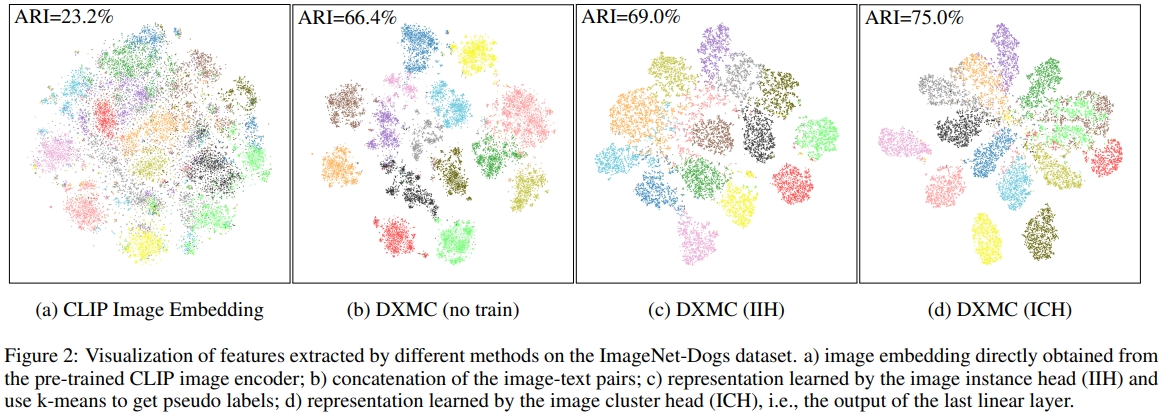 ARI=23.2%
ARI=66.4%
ARI=69.0%
ARI=75.0%
(a) CLIP Image Embedding
(b) DXMC (no train)
(c) DXMC (IIH)
(d) DXMC (ICH)
Figure 2: Visualization of features extracted by different methods on the ImageNet-Dogs dataset. a) image embedding directly obtained from
the pre-trained CLIP image encoder; b) concatenation of the image-text pairs; c) representation learned by the image instance head (IIH) and
use k-means to get pseudo labels; d) representation learned by the image cluster head (ICH), i.e., the output of the last linear layer.